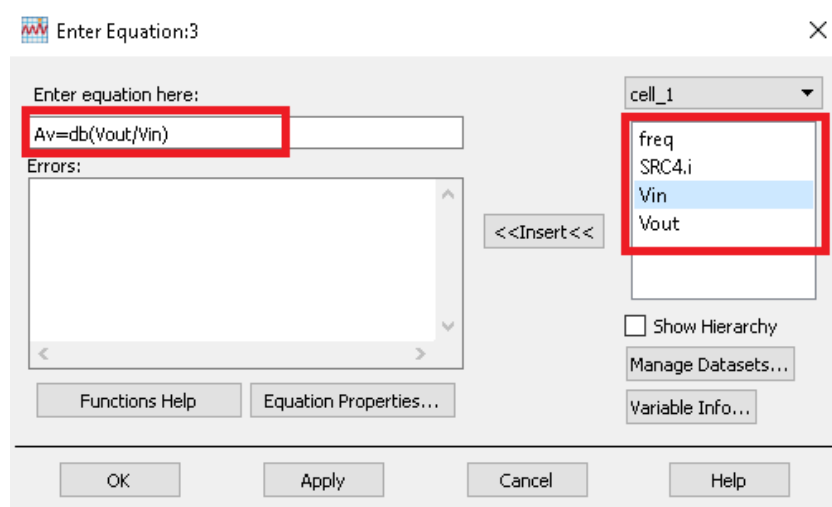 Enter Equation:3
Enter equation here:
Av=db(Vout/Vin)
Errors:
<<Insert<<
cell_1
freq
SRC4.i
Vin
Vout
Show Hierarchy
Manage Datasets...
Variable Info...
Functions Help
Equation Properties...
OK
Apply
Cancel
Help